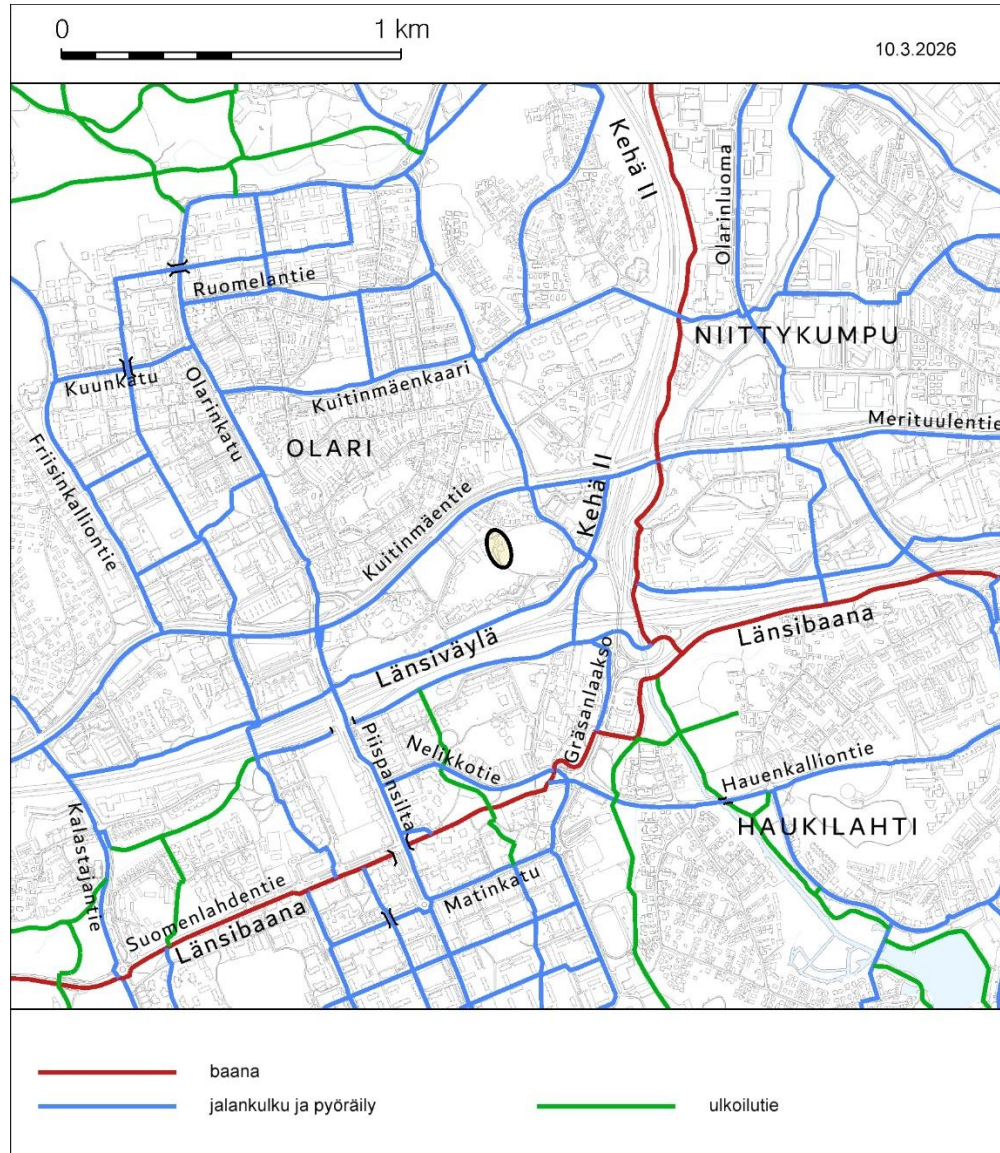 0
1 km
10.3.2026
Kehä II
Olarinluoma
Ruomelantie
NIITTYKUMPU
Kuunkatu
Kuitinmäenkaari
Olarinkatu
Merituulentie
OLARI
Friisinkalliontie
Kehä II
Kuitinmäentie
Länsibaana
Länsiväylä
Gräsanlaakso
Piispansilta
Nelikkotie
Hauenkalliontie
Kalastajantie
HAUKILAHTI
Matinkatu
Suomenlahdentie
Länsibaana
baana
jalankulku ja pyöräily
ulkoilutie